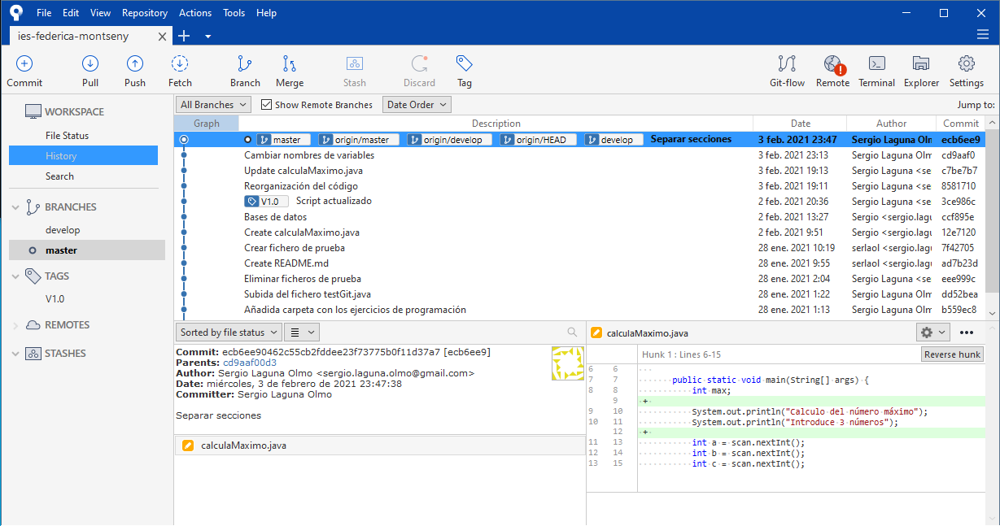 File Edit View Repository Actions Tools Help
ies-federica-montseny
Commit Pull Push Fetch Branch Merge Stash Discard Tag Git-flow Remote Terminal Explorer Settings
WORKSPACE
File Status
History
Search
BRANCHES
develop
master
TAGS
V1.0
REMOTES
STASHES
All Branches Show Remote Branches Date Order Jump to:
Graph Description Date Author Commit
master origin/master origin/develop origin/HEAD develop Separar secciones 3 feb. 2021 23:47 Sergio Laguna Oln ecb6ee9
Cambiar nombres de variables 3 feb. 2021 23:13 Sergio Laguna Olm cd9aaf0
Update calculaMaximo.java 3 feb. 2021 19:13 Sergio Laguna <se c7be7b7
Reorganización del código 3 feb. 2021 19:11 Sergio Laguna <se 8581710
V1.0 Script actualizado 2 feb. 2021 20:36 Sergio Laguna <se 3ce986c
Bases de datos 2 feb. 2021 13:27 Sergio <sergio.lagu ccf895e
Create calculaMaximo.java 2 feb. 2021 9:51 Sergio <sergio.lagu 12e7120
Crear fichero de prueba 28 ene. 2021 10:19 serlaol <sergio.lagu 7f42705
Create README.md 28 ene. 2021 9:55 serlaol <sergio.lagu ad7b23d
Eliminar ficheros de prueba 28 ene. 2021 2:04 Sergio Laguna <se eee999c
Subida del fichero testGit.java 28 ene. 2021 1:22 Sergio Laguna Olm dd52bea
Añadida carpeta con los ejercicios de programación 28 ene. 2021 1:13 Sergio Laguna Olm b559ec8
Sorted by file status
Commit: ecb6ee90462c55cb2fddee23f73775b0f11d37a7 [ecb6ee9]
Parents: cd9aaf00d3
Author: Sergio Laguna Olmo <sergio.laguna.olmo@gmail.com>
Date: miércoles, 3 de febrero de 2021 23:47:38
Committer: Sergio Laguna Olmo
Separar secciones
calculaMaximo.java
calculaMaximo.java
Hunk 1 : Lines 6-15 Reverse hunk
6 6
7 7 public static void main(String[] args) {
8 8 int max;
9 +
9 10 System.out.println("Calculo del número máximo");
10 11 System.out.println("Introduce 3 números");
12 +
11 13 int a = scan.nextInt();
12 14 int b = scan.nextInt();
13 15 int c = scan.nextInt();